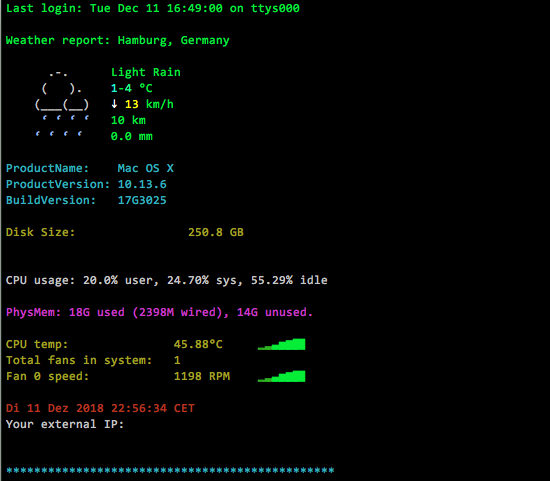 Last login: Tue Dec 11 16:49:00 on ttys000
Weather report: Hamburg, Germany
Light Rain
1-4 °C
↓ 13 km/h
10 km
0.0 mm
ProductName: Mac OS X
ProductVersion: 10.13.6
BuildVersion: 17G3025
Disk Size: 250.8 GB
CPU usage: 20.0% user, 24.70% sys, 55.29% idle
PhysMem: 18G used (2398M wired), 14G unused.
CPU temp: 45.88°C
Total fans in system: 1
Fan 0 speed: 1198 RPM
Di 11 Dez 2018 22:56:34 CET
Your external IP:
***********************************************